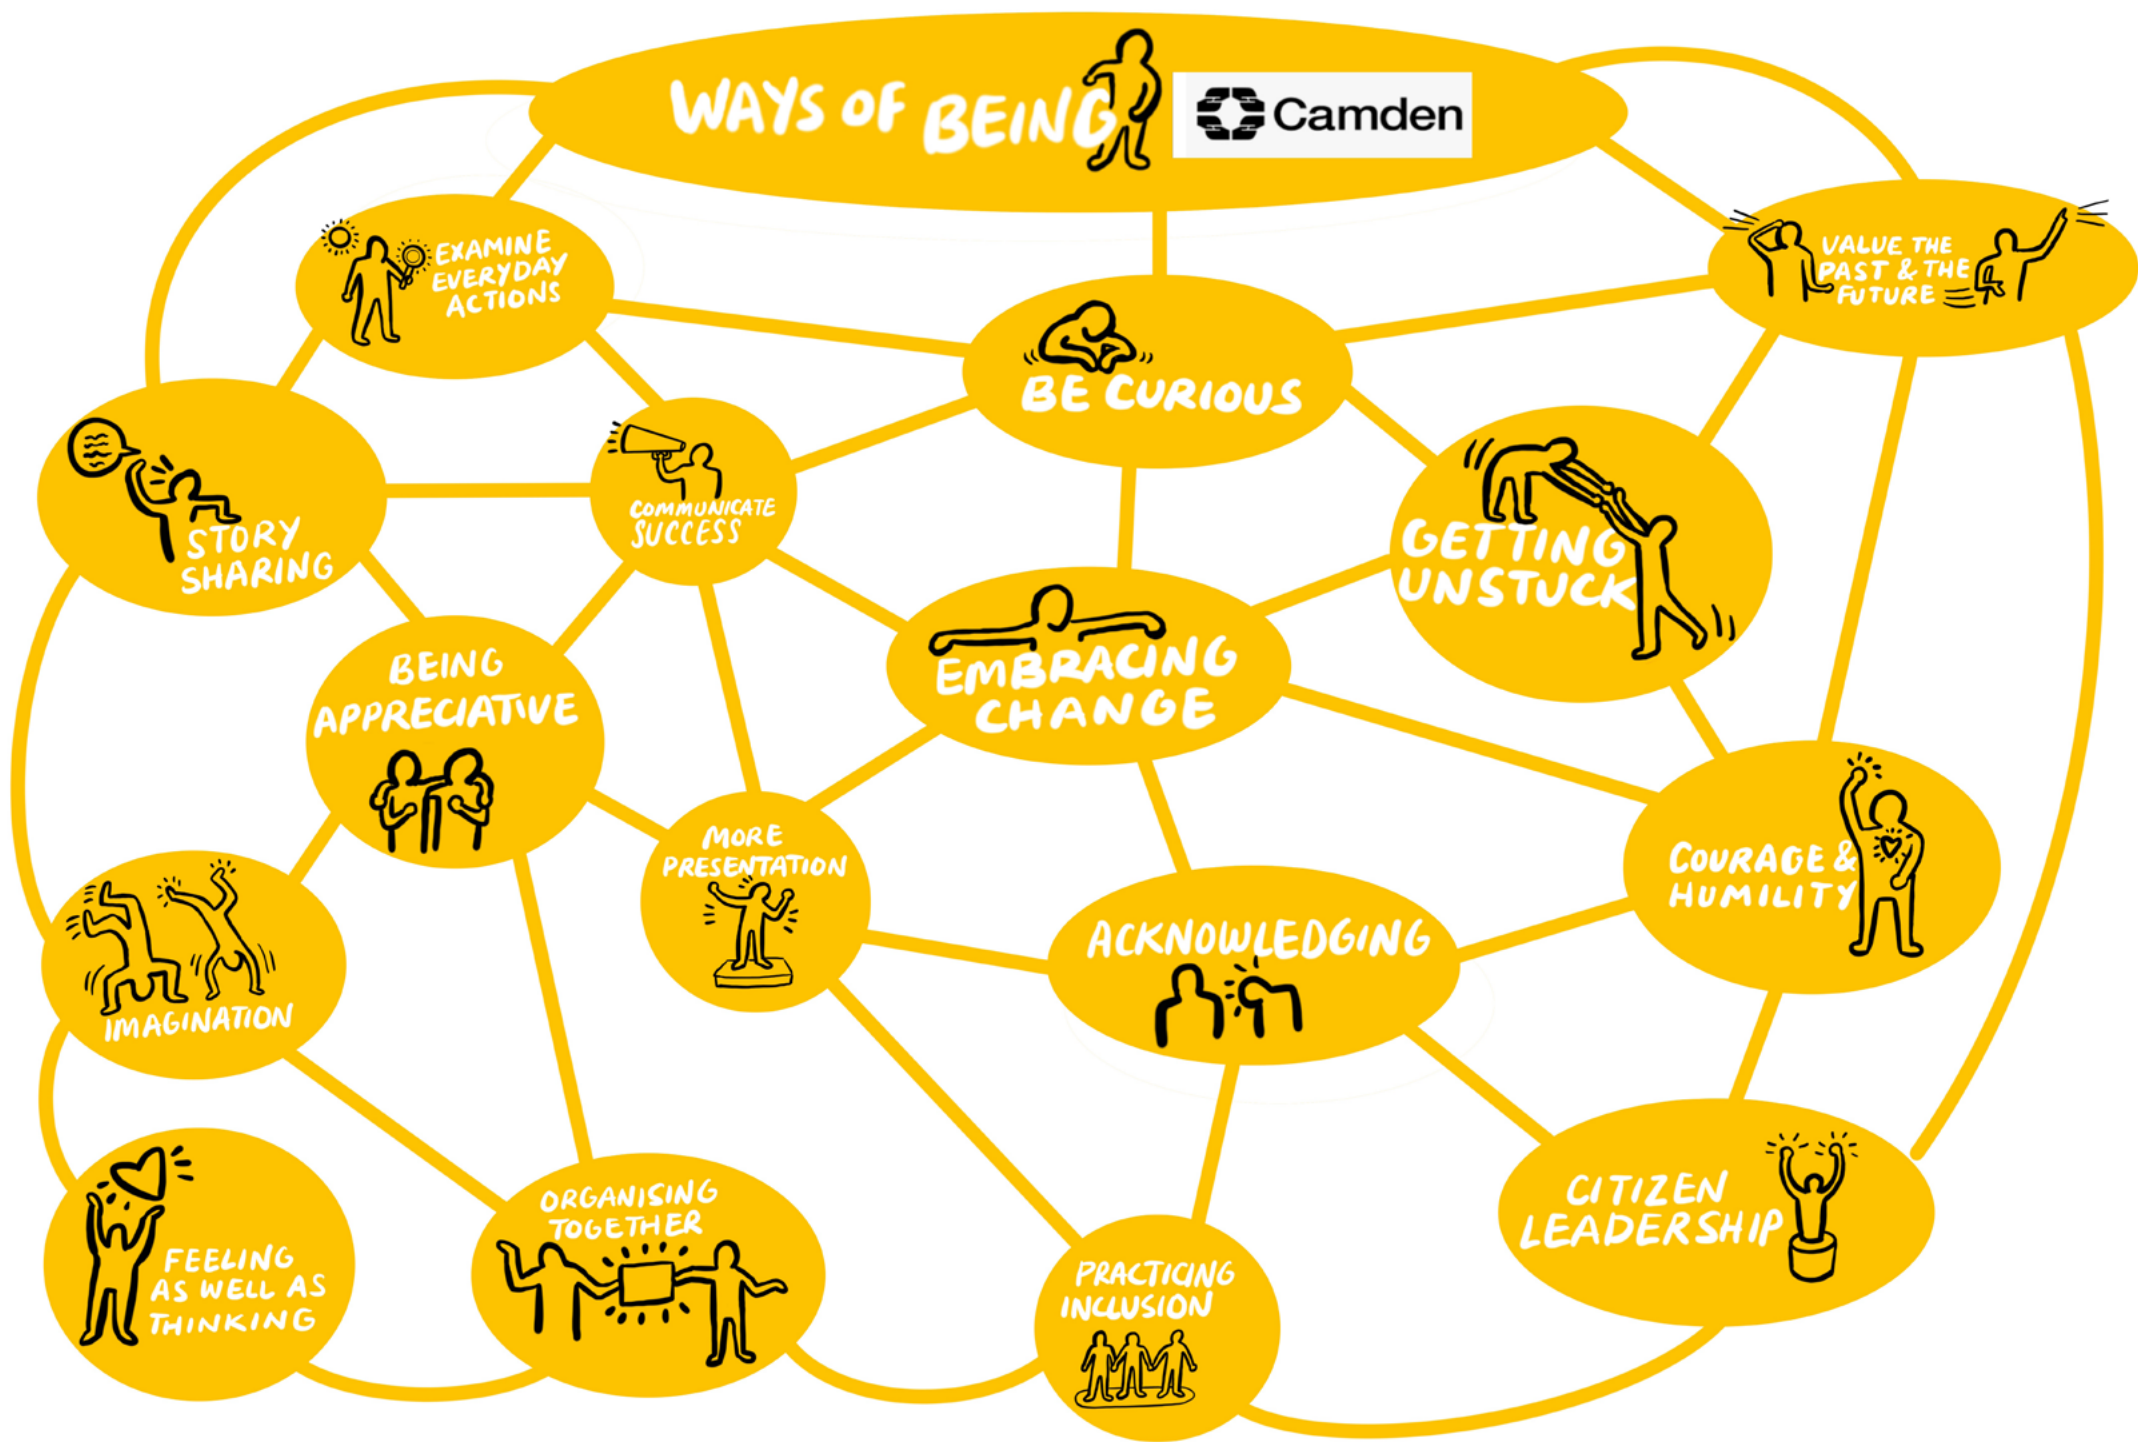 WAYS OF BEING
Camden
EXAMINE
EVERYDAY
ACTIONS
VALUE THE
PAST & THE
FUTURE
BE CURIOUS
STORY
SHARING
COMMUNICATE
SUCCESS
GETTING
UNSTUCK
BEING
APPRECIATIVE
EMBRACING
CHANGE
MORE
PRESENTATION
COURAGE &
HUMILITY
ACKNOWLEDGING
IMAGINATION
CITIZEN
LEADERSHIP
ORGANISING
TOGETHER
FEELING
AS WELL AS
THINKING
PRACTICING
INCLUSION